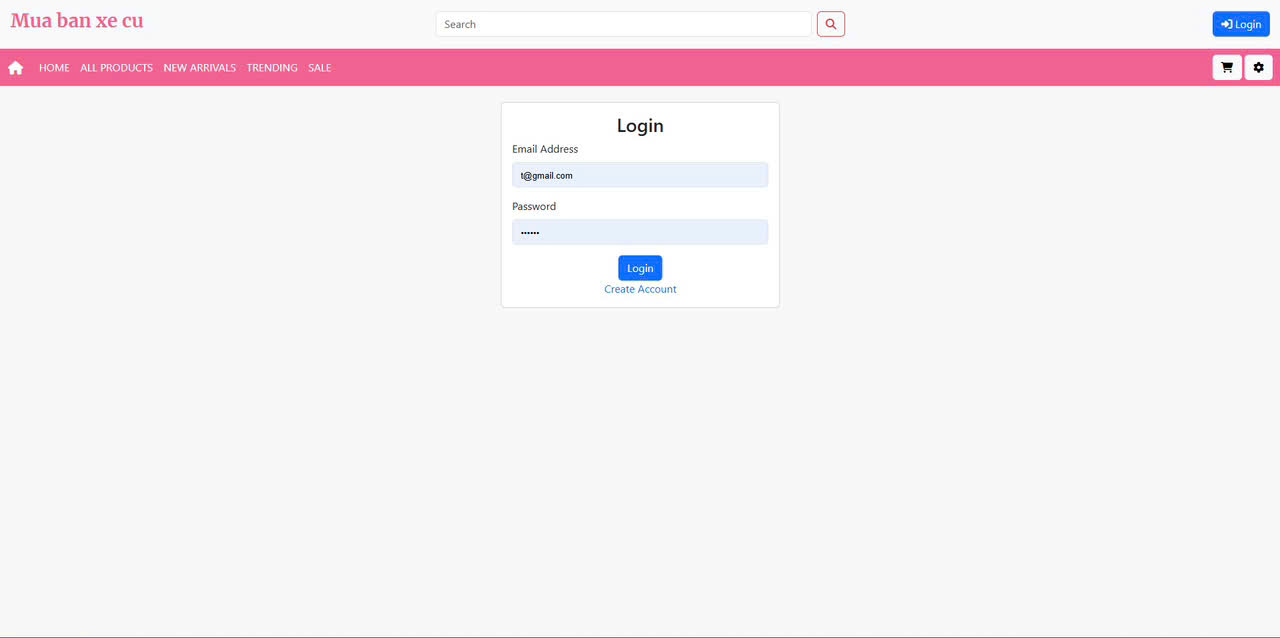 Mua ban xe cu
Search
Login
HOME ALL PRODUCTS NEW ARRIVALS TRENDING SALE
Login
Email Address
t@gmail.com
Password
••••••
Login
Create Account